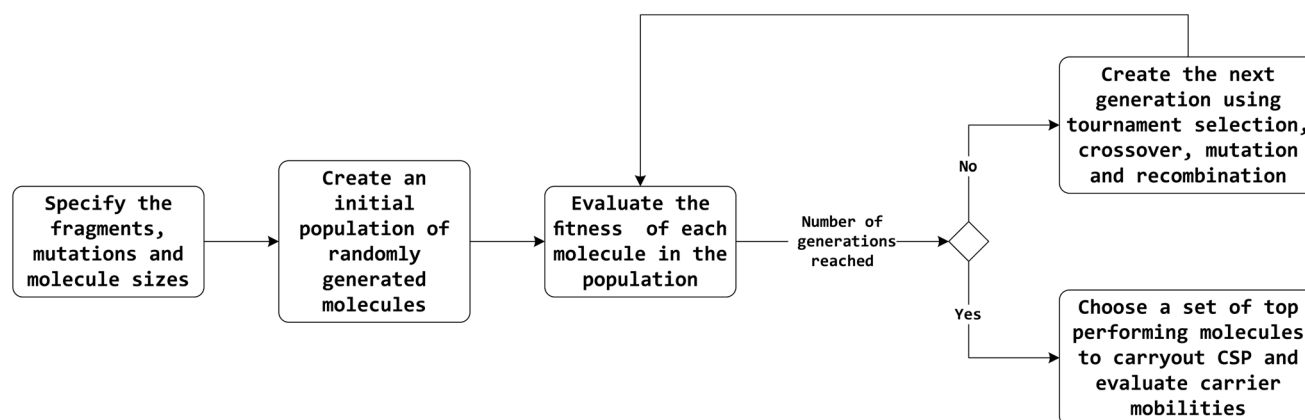 Specify the
fragments,
mutations and
molecule sizes
Create an
initial
population of
randomly
generated
molecules
Evaluate the
fitness of each
molecule in the
population
Number of
generations
reached
No
Yes
Create the next
generation using
tournament selection,
crossover, mutation
and recombination
Choose a set of top
performing molecules
to carryout CSP and
evaluate carrier
mobilities